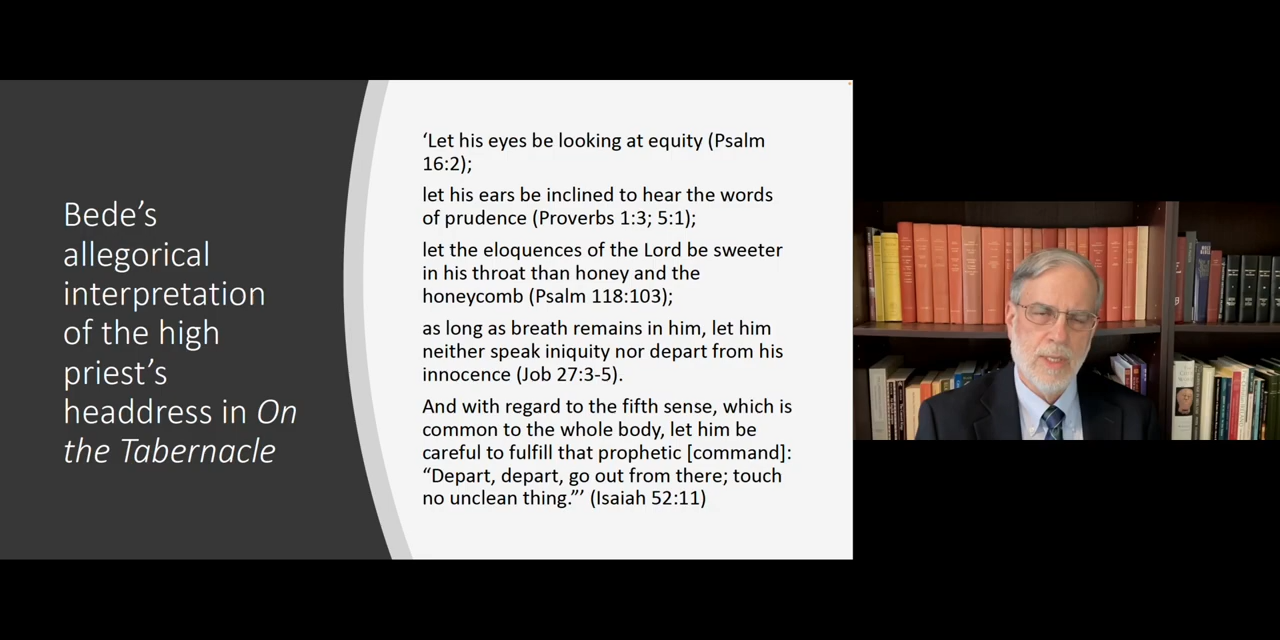 Bede’s
allegorical
interpretation
of the high
priest’s
headdress in On
the Tabernacle
‘Let his eyes be looking at equity (Psalm
16:2);
let his ears be inclined to hear the words
of prudence (Proverbs 1:3; 5:1);
let the eloquences of the Lord be sweeter
in his throat than honey and the
honeycomb (Psalm 118:103);
as long as breath remains in him, let him
neither speak iniquity nor depart from his
innocence (Job 27:3-5).
And with regard to the fifth sense, which is
common to the whole body, let him be
careful to fulfill that prophetic [command]:
“Depart, depart, go out from there; touch
no unclean thing.”’ (Isaiah 52:11)